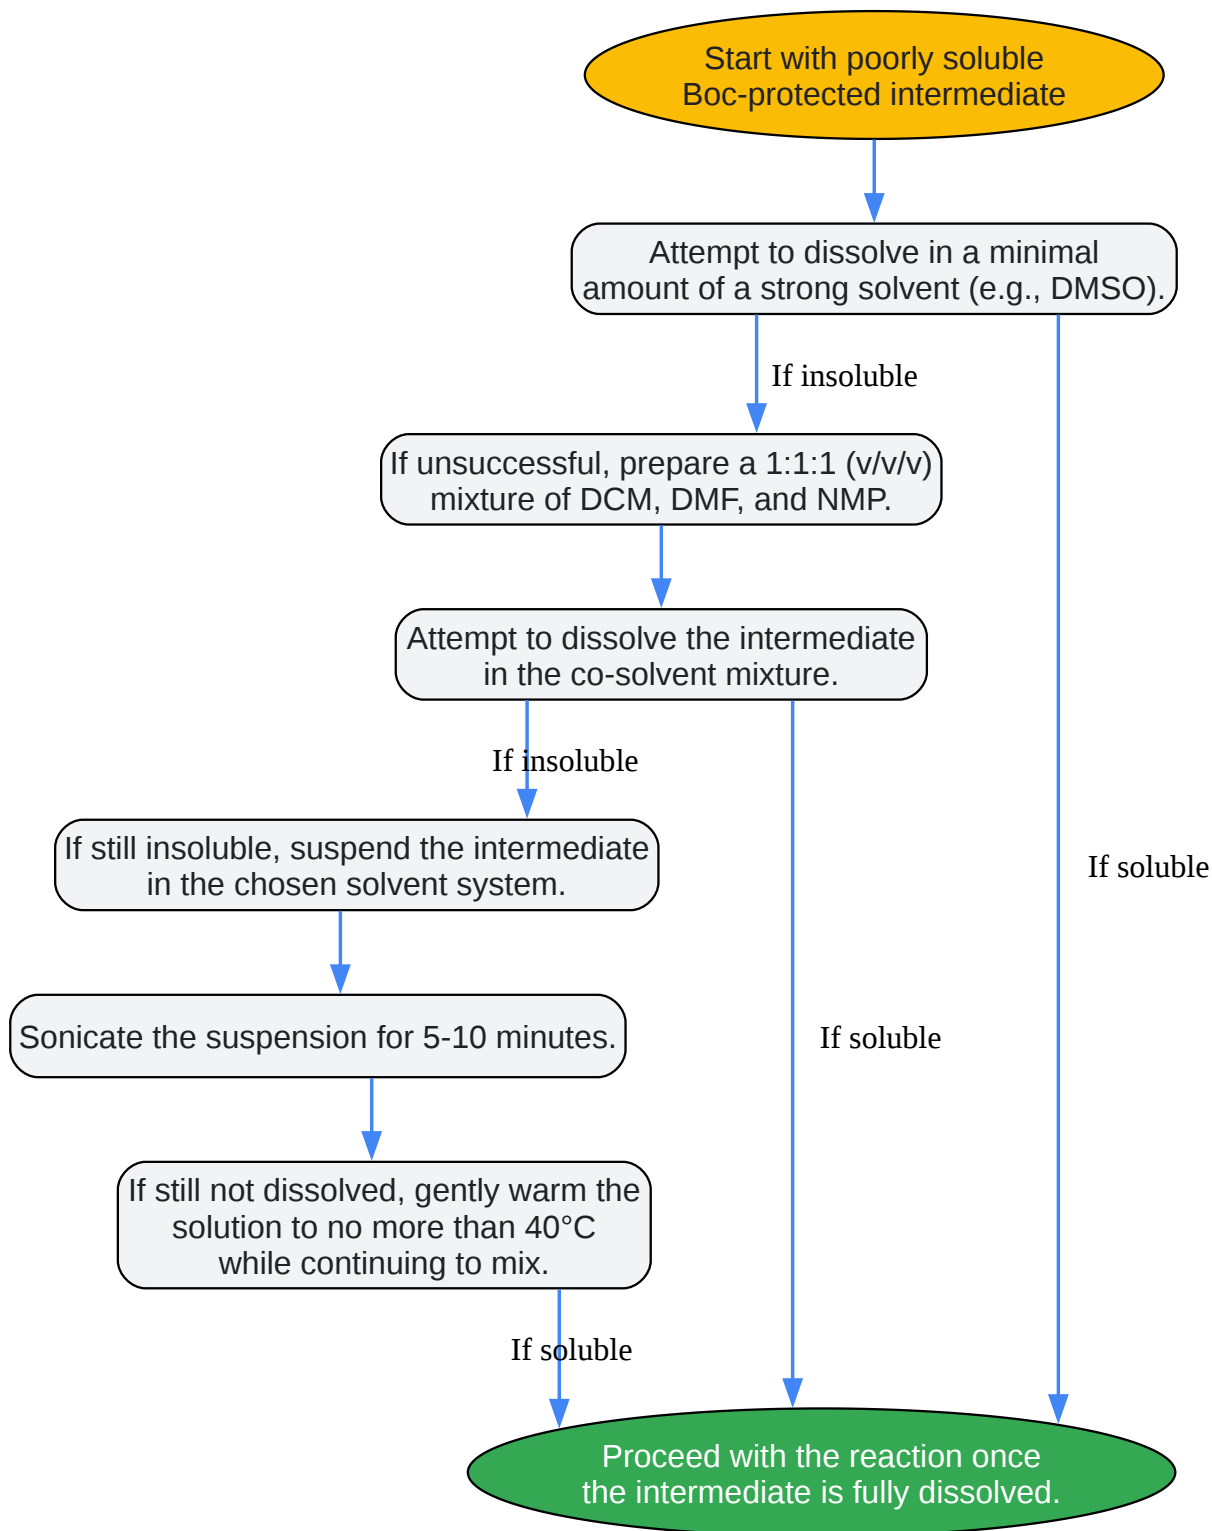 Start with poorly soluble
Boc-protected intermediate
Attempt to dissolve in a minimal
amount of a strong solvent (e.g., DMSO).
If insoluble
If unsuccessful, prepare a 1:1:1 (v/v/v)
mixture of DCM, DMF, and NMP.
Attempt to dissolve the intermediate
in the co-solvent mixture.
If insoluble
If still insoluble, suspend the intermediate
in the chosen solvent system.
If soluble
Sonicate the suspension for 5-10 minutes.
If soluble
If still not dissolved, gently warm the
solution to no more than 40°C
while continuing to mix.
If soluble
Proceed with the reaction once
the intermediate is fully dissolved.